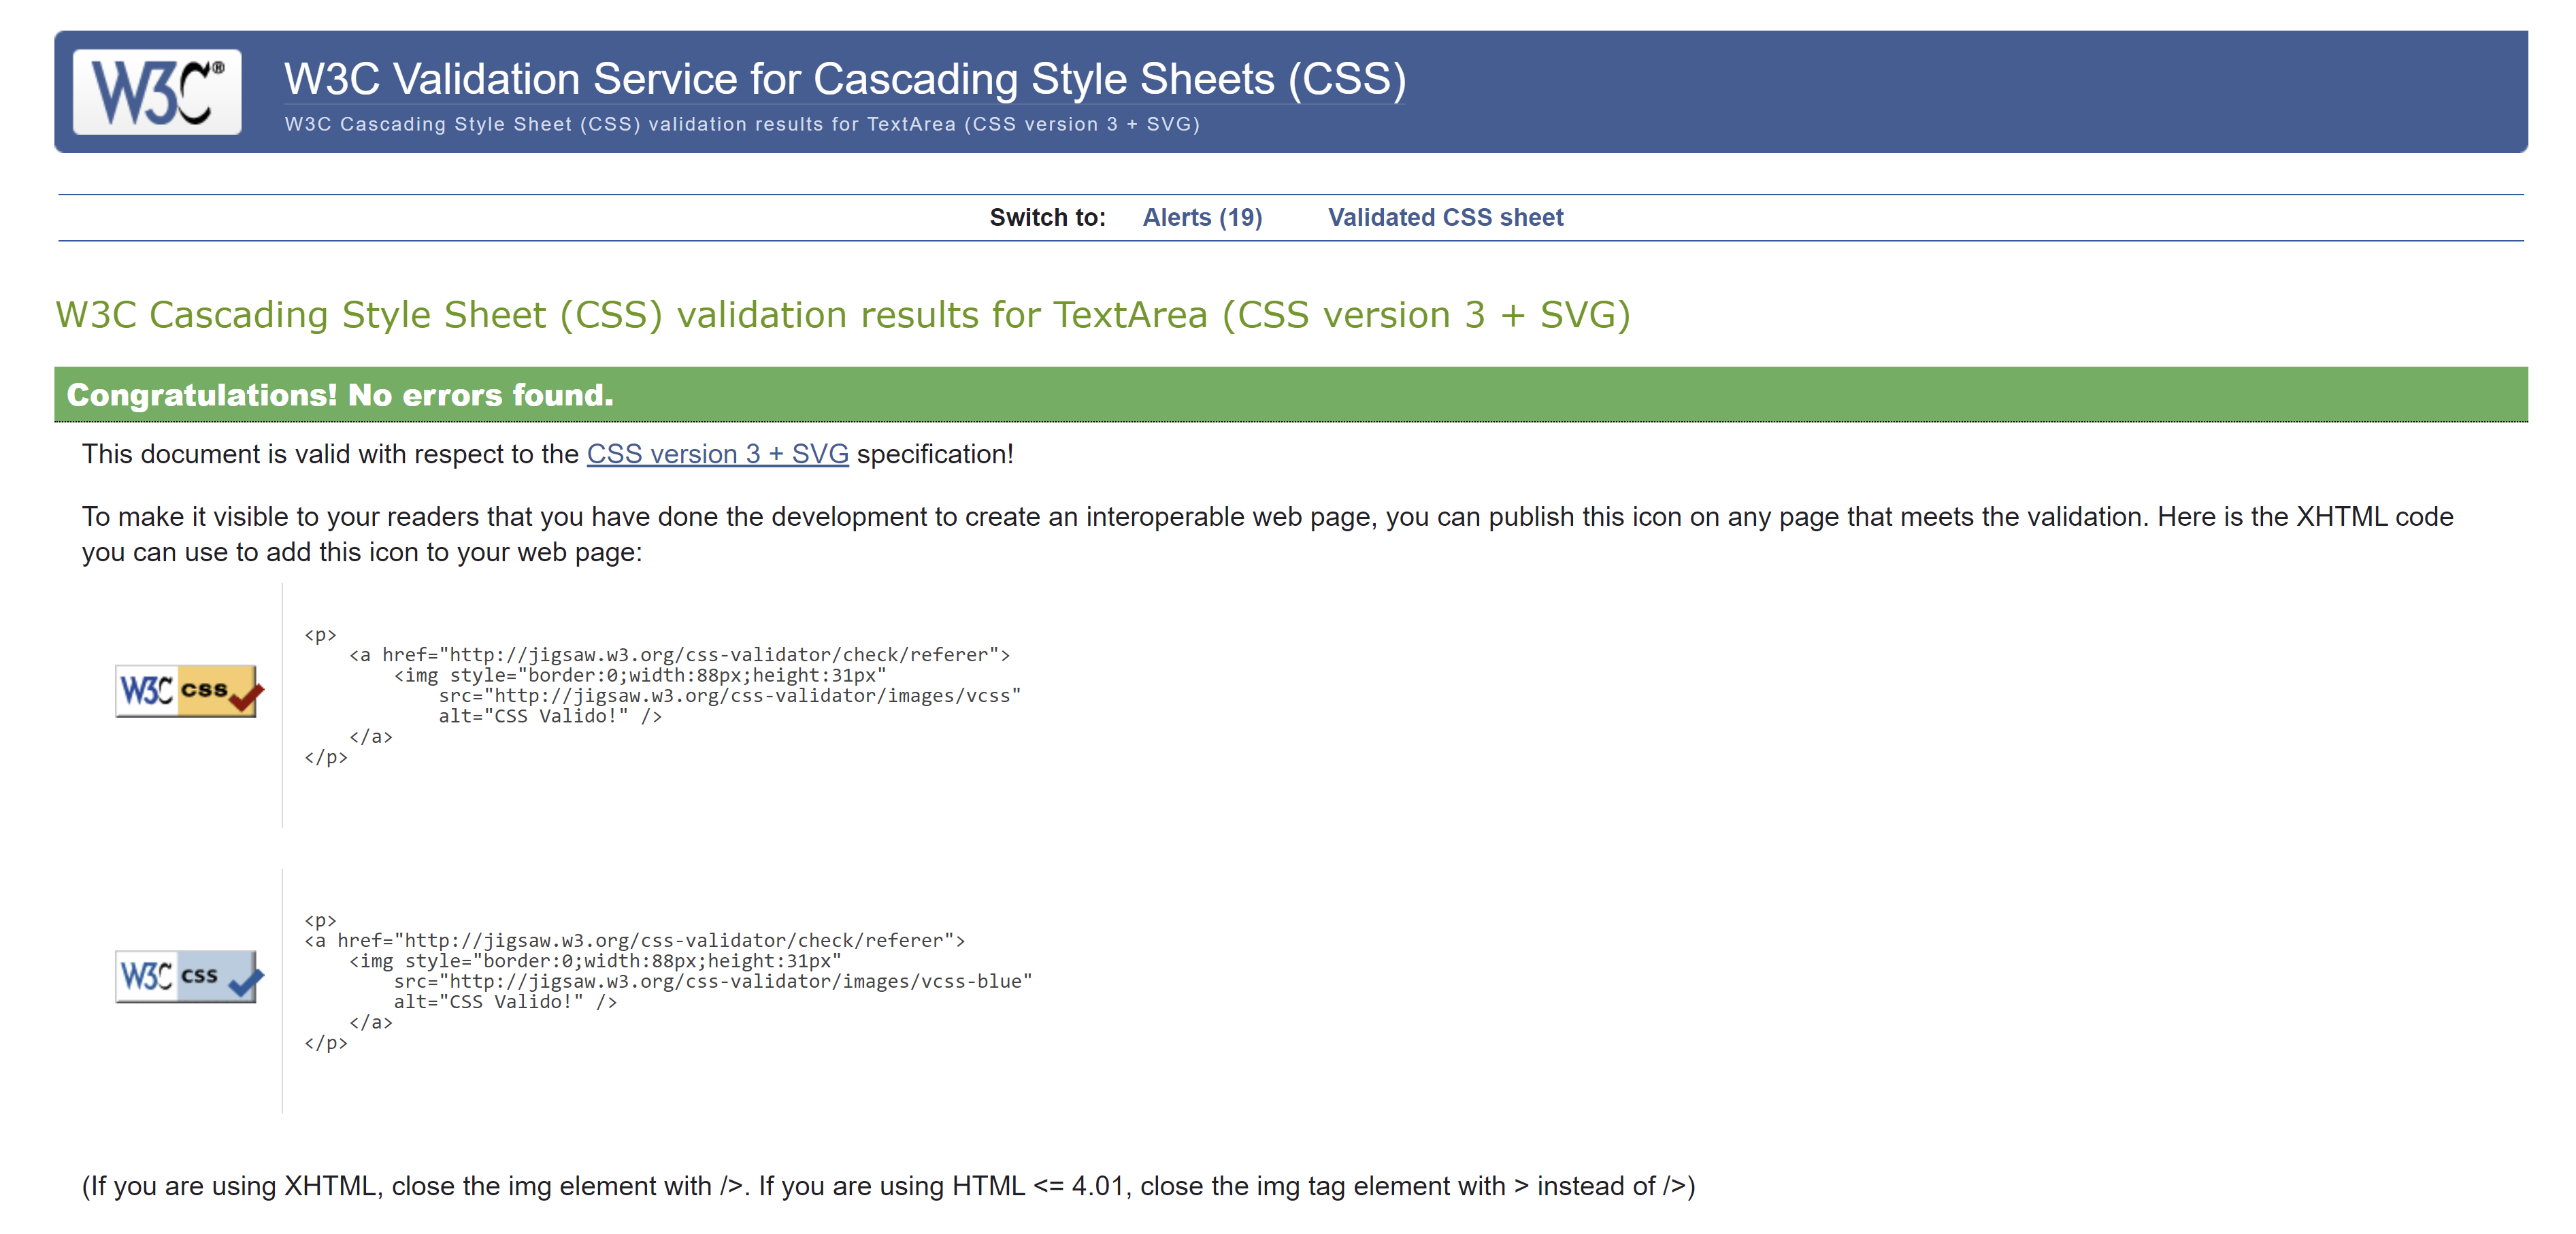 W3C®
W3C Validation Service for Cascading Style Sheets (CSS)
W3C Cascading Style Sheet (CSS) validation results for TextArea (CSS version 3 + SVG)
Switch to: Alerts (19) Validated CSS sheet
W3C Cascading Style Sheet (CSS) validation results for TextArea (CSS version 3 + SVG)
Congratulations! No errors found.
This document is valid with respect to the CSS version 3 + SVG specification!
To make it visible to your readers that you have done the development to create an interoperable web page, you can publish this icon on any page that meets the validation. Here is the XHTML code
you can use to add this icon to your web page:
W3C css
<p>
    <a href="http://jigsaw.w3.org/css-validator/check/referer">
        <img style="border:0;width:88px;height:31px"
            src="http://jigsaw.w3.org/css-validator/images/vcss"
            alt="CSS Valido!" />
    </a>
</p>
W3C css
<p>
<a href="http://jigsaw.w3.org/css-validator/check/referer">
    <img style="border:0;width:88px;height:31px"
        src="http://jigsaw.w3.org/css-validator/images/vcss-blue"
        alt="CSS Valido!" />
    </a>
</p>
(If you are using XHTML, close the img element with />. If you are using HTML <= 4.01, close the img tag element with > instead of />)